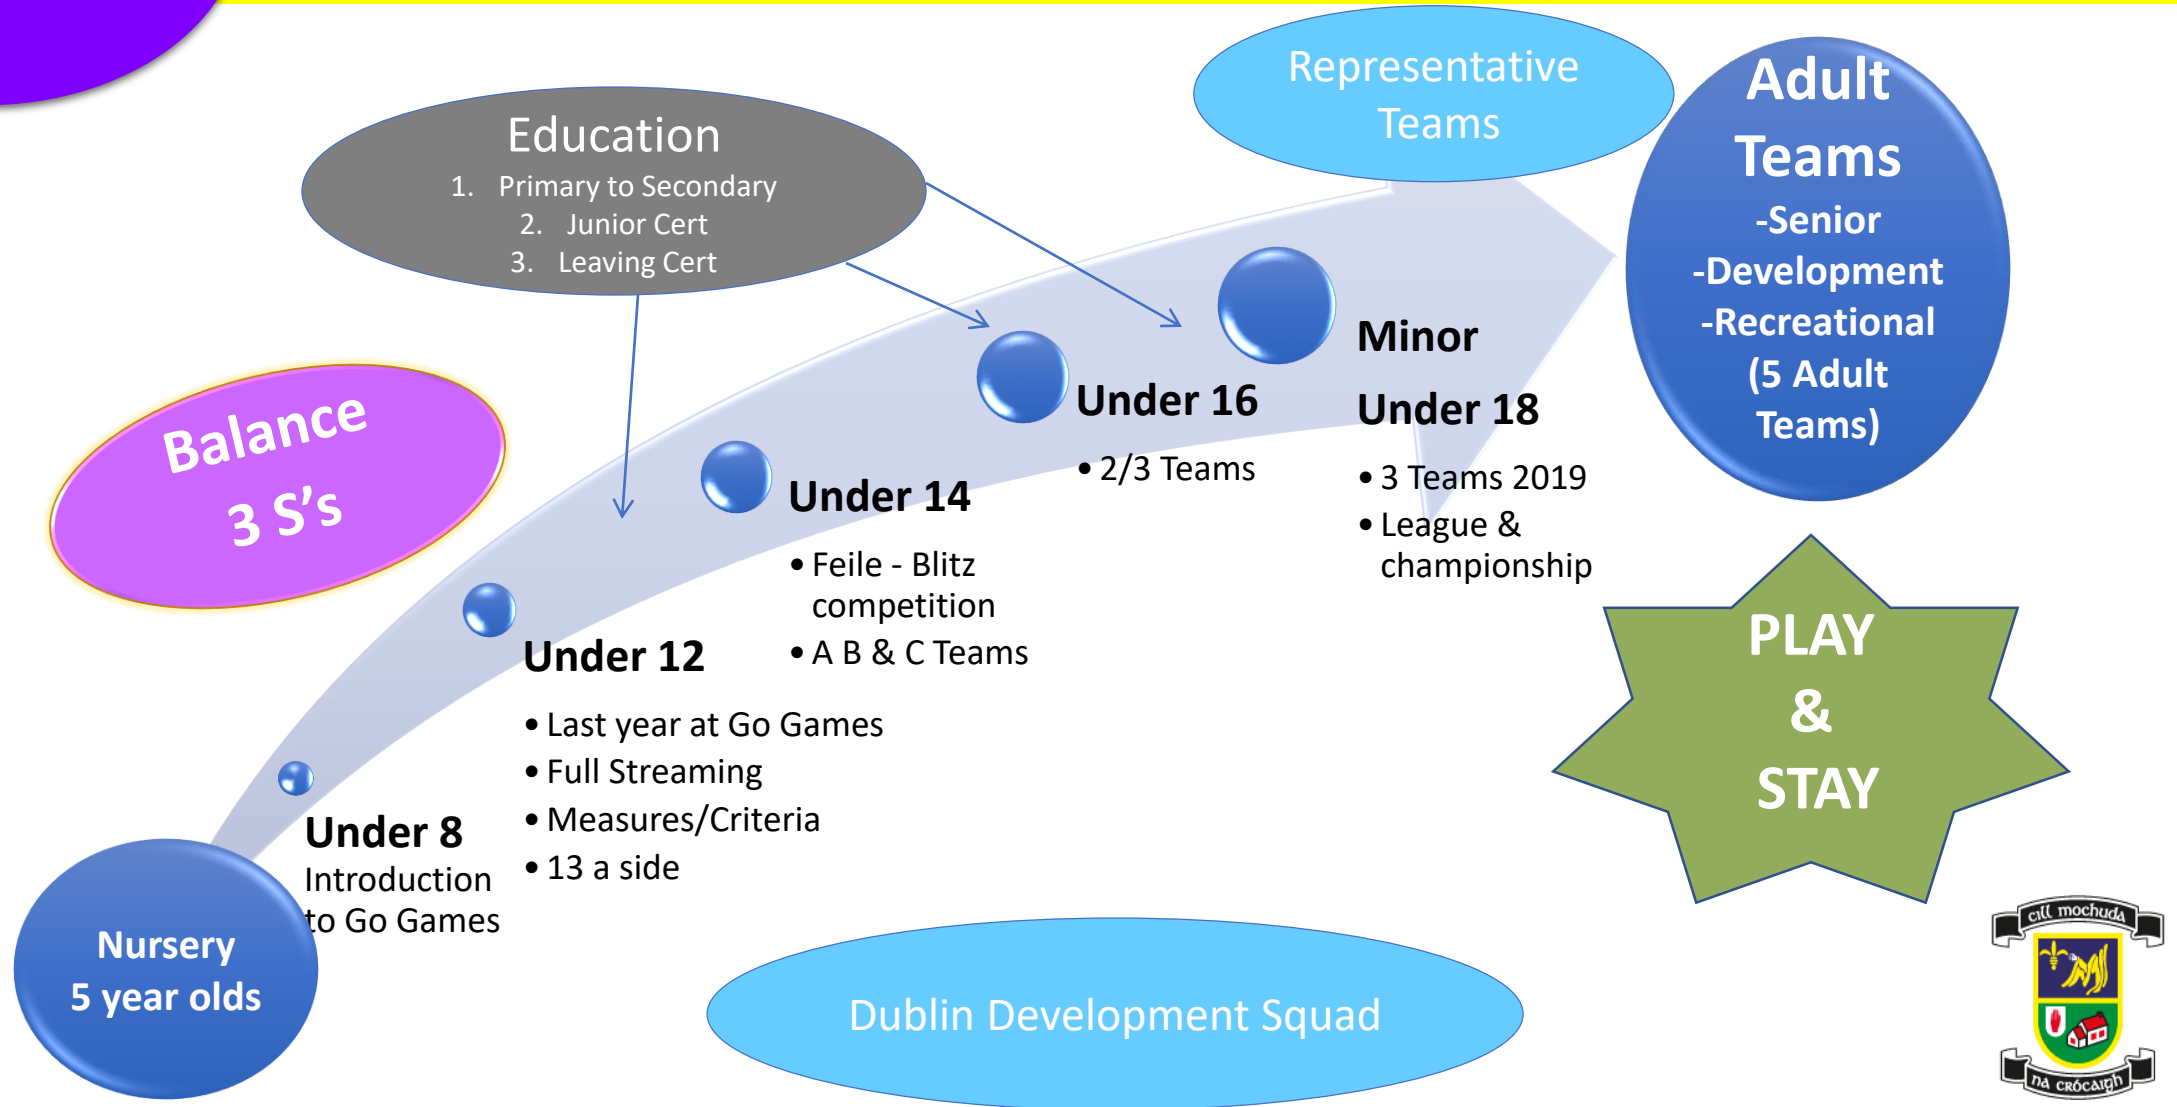 Representative
Teams
Adult
Teams
-Senior
-Development
-Recreational
(5 Adult
Teams)
Education
1. Primary to Secondary
2. Junior Cert
3. Leaving Cert
Balance
3 S’s
Minor
Under 18
• 3 Teams 2019
• League &
championship
Under 16
• 2/3 Teams
Under 14
• Feile - Blitz
competition
• A B & C Teams
Under 12
• Last year at Go Games
• Full Streaming
• Measures/Criteria
• 13 a side
Under 8
Introduction
to Go Games
Nursery
5 year olds
PLAY
&
STAY
Dublin Development Squad
cill mochuda
na crócaigh